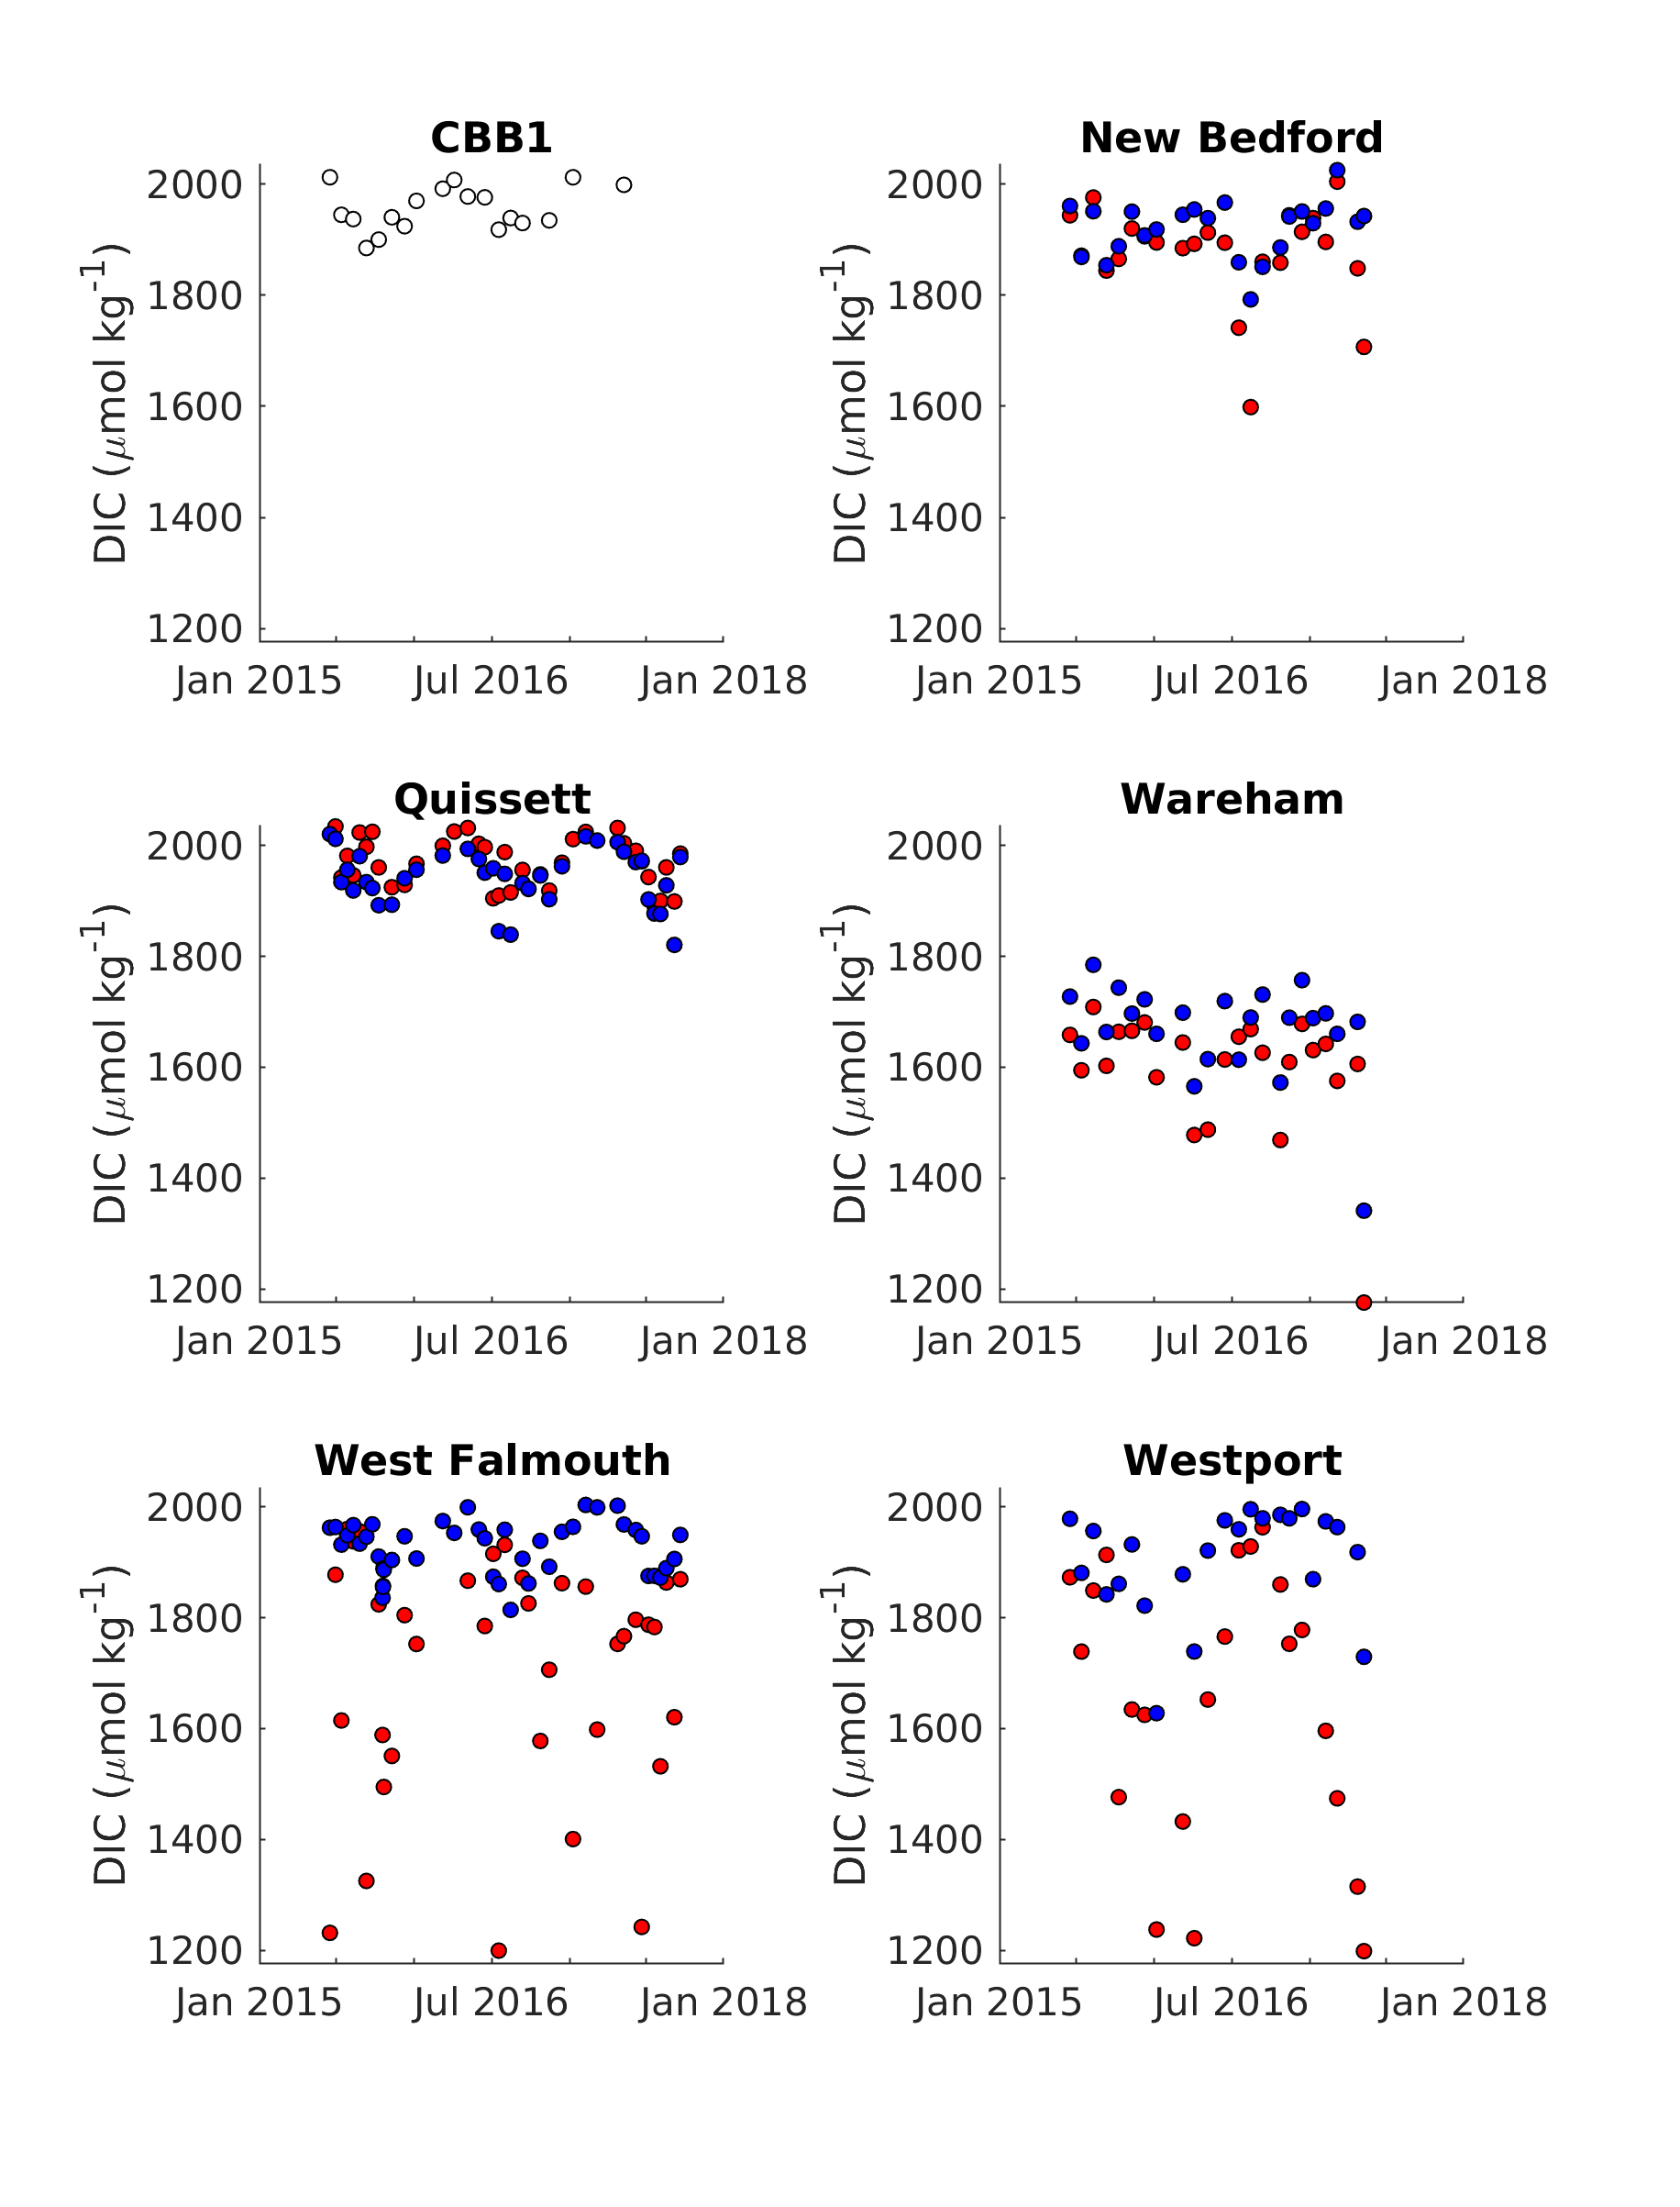 CBB1
2000
1800
1600
1400
1200
DIC (μmol kg⁻¹)
Jan 2015 Jul 2016 Jan 2018
New Bedford
2000
1800
1600
1400
1200
DIC (μmol kg⁻¹)
Jan 2015 Jul 2016 Jan 2018
Quissett
2000
1800
1600
1400
1200
DIC (μmol kg⁻¹)
Jan 2015 Jul 2016 Jan 2018
Wareham
2000
1800
1600
1400
1200
DIC (μmol kg⁻¹)
Jan 2015 Jul 2016 Jan 2018
West Falmouth
2000
1800
1600
1400
1200
DIC (μmol kg⁻¹)
Jan 2015 Jul 2016 Jan 2018
Westport
2000
1800
1600
1400
1200
DIC (μmol kg⁻¹)
Jan 2015 Jul 2016 Jan 2018